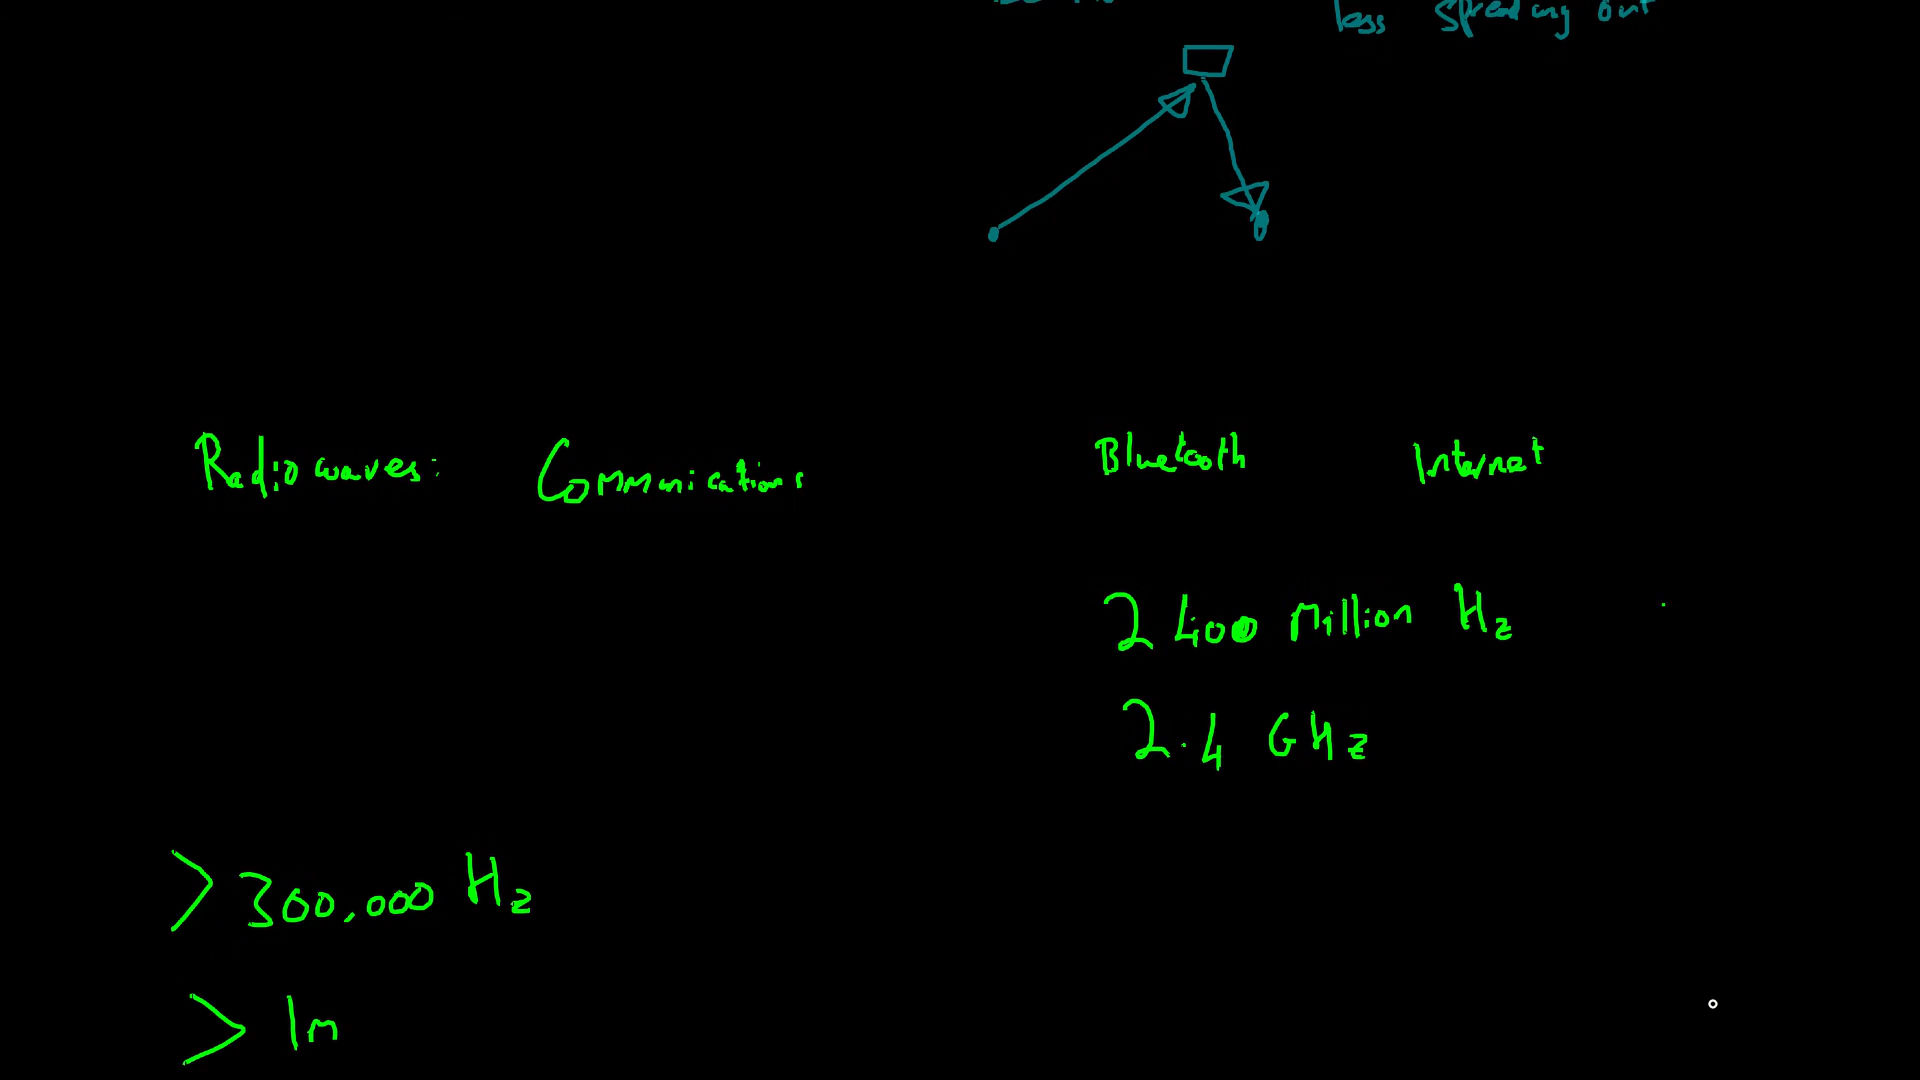 less spreading out
Radio waves: Communications Bluetooth Internet
2400 Million Hz
2.4 GHz
> 300,000 Hz
> 1m